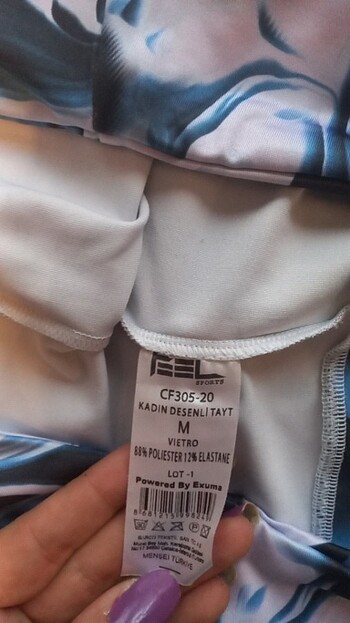 FEEL
SPORTS
CF305-20
KADIN DESENLİ TAYT
M
VIETRO
88% POLIESTER 12% ELASTANE
LOT -1
Powered By Exuma
MENŞEİ TÜRKİYE